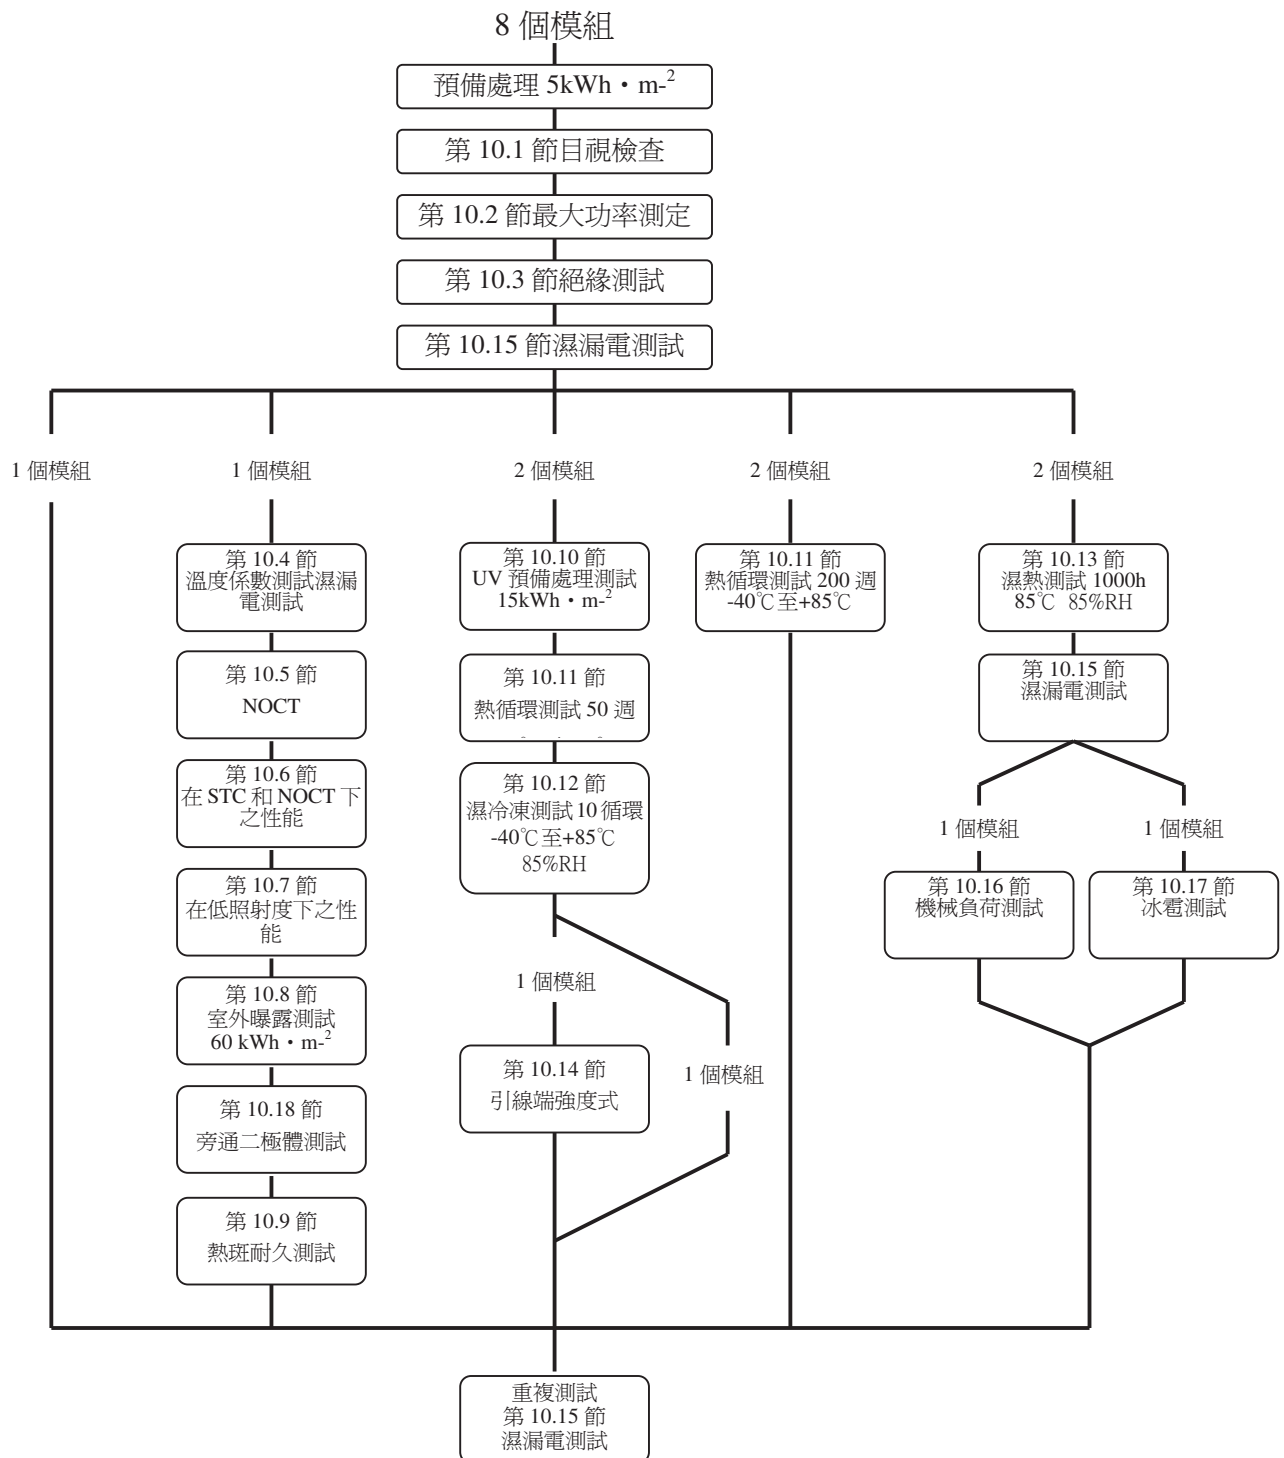 8 個模組
預備處理 5kWh・m-²
第 10.1 節目視檢查
第 10.2 節最大功率測定
第 10.3 節絕緣測試
第 10.15 節濕漏電測試
1 個模組
1 個模組
2 個模組
2 個模組
2 個模組
第 10.4 節
溫度係數測試濕漏
電測試
第 10.5 節
NOCT
第 10.6 節
在 STC 和 NOCT 下
之性能
第 10.7 節
在低照射度下之性
能
第 10.8 節
室外曝露測試
60 kWh・m-²
第 10.18 節
旁通二極體測試
第 10.9 節
熱斑耐久測試
第 10.10 節
UV 預備處理測試
15kWh・m-²
第 10.11 節
熱循環測試 50 週
第 10.12 節
濕冷凍測試 10 循環
-40℃至+85℃
85%RH
1 個模組
第 10.14 節
引線端強度式
1 個模組
第 10.11 節
熱循環測試 200 週
-40℃至+85℃
第 10.13 節
濕熱測試 1000h
85℃ 85%RH
第 10.15 節
濕漏電測試
1 個模組
1 個模組
第 10.16 節
機械負荷測試
第 10.17 節
冰雹測試
重複測試
第 10.15 節
濕漏電測試